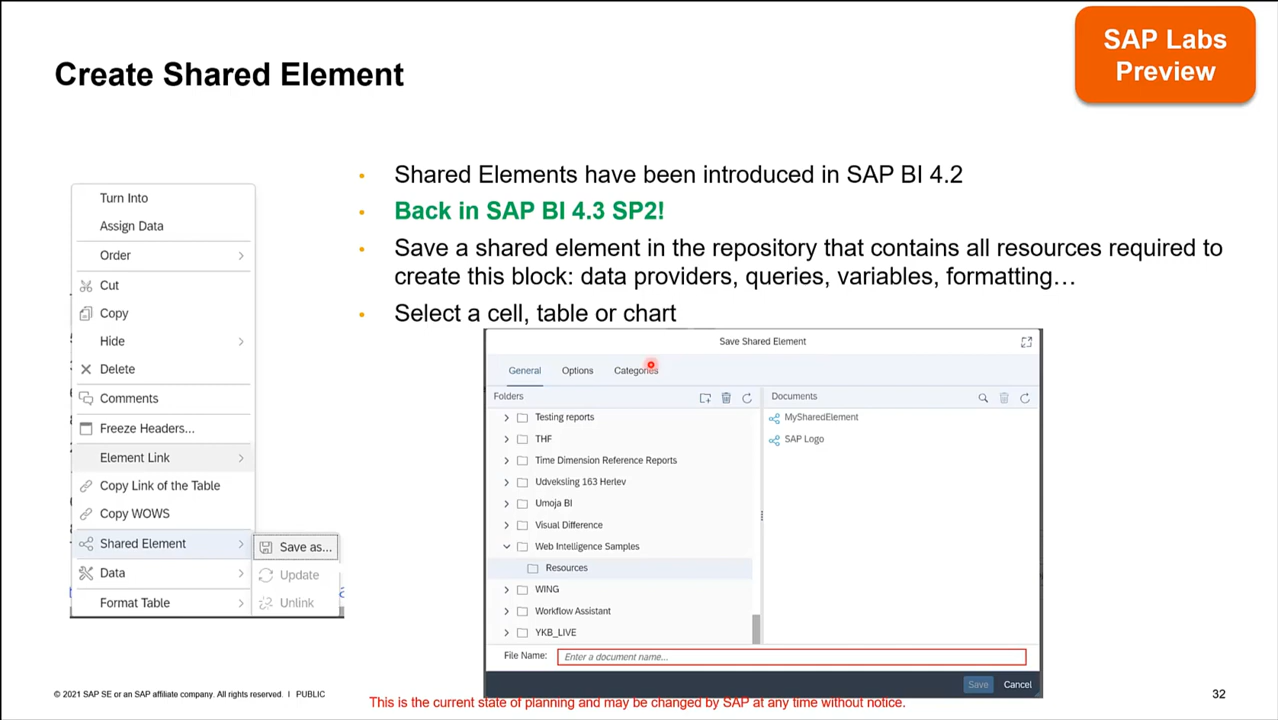 SAP Labs
Preview
Create Shared Element
Shared Elements have been introduced in SAP BI 4.2
Back in SAP BI 4.3 SP2!
Save a shared element in the repository that contains all resources required to
create this block: data providers, queries, variables, formatting…
Select a cell, table or chart
Turn Into
Assign Data
Order
Cut
Copy
Hide
Delete
Comments
Freeze Headers...
Element Link
Copy Link of the Table
Copy WOWS
Shared Element
Data
Format Table
Save as...
Update
Unlink
Save Shared Element
General Options Categories
Folders
Testing reports
THF
Time Dimension Reference Reports
Udveksling 163 Herlev
Umoja BI
Visual Difference
Web Intelligence Samples
Resources
WING
Workflow Assistant
YKB_LIVE
Documents
MySharedElement
SAP Logo
File Name: Enter a document name...
Save Cancel
© 2021 SAP SE or an SAP affiliate company. All rights reserved. | PUBLIC
This is the current state of planning and may be changed by SAP at any time without notice.
32